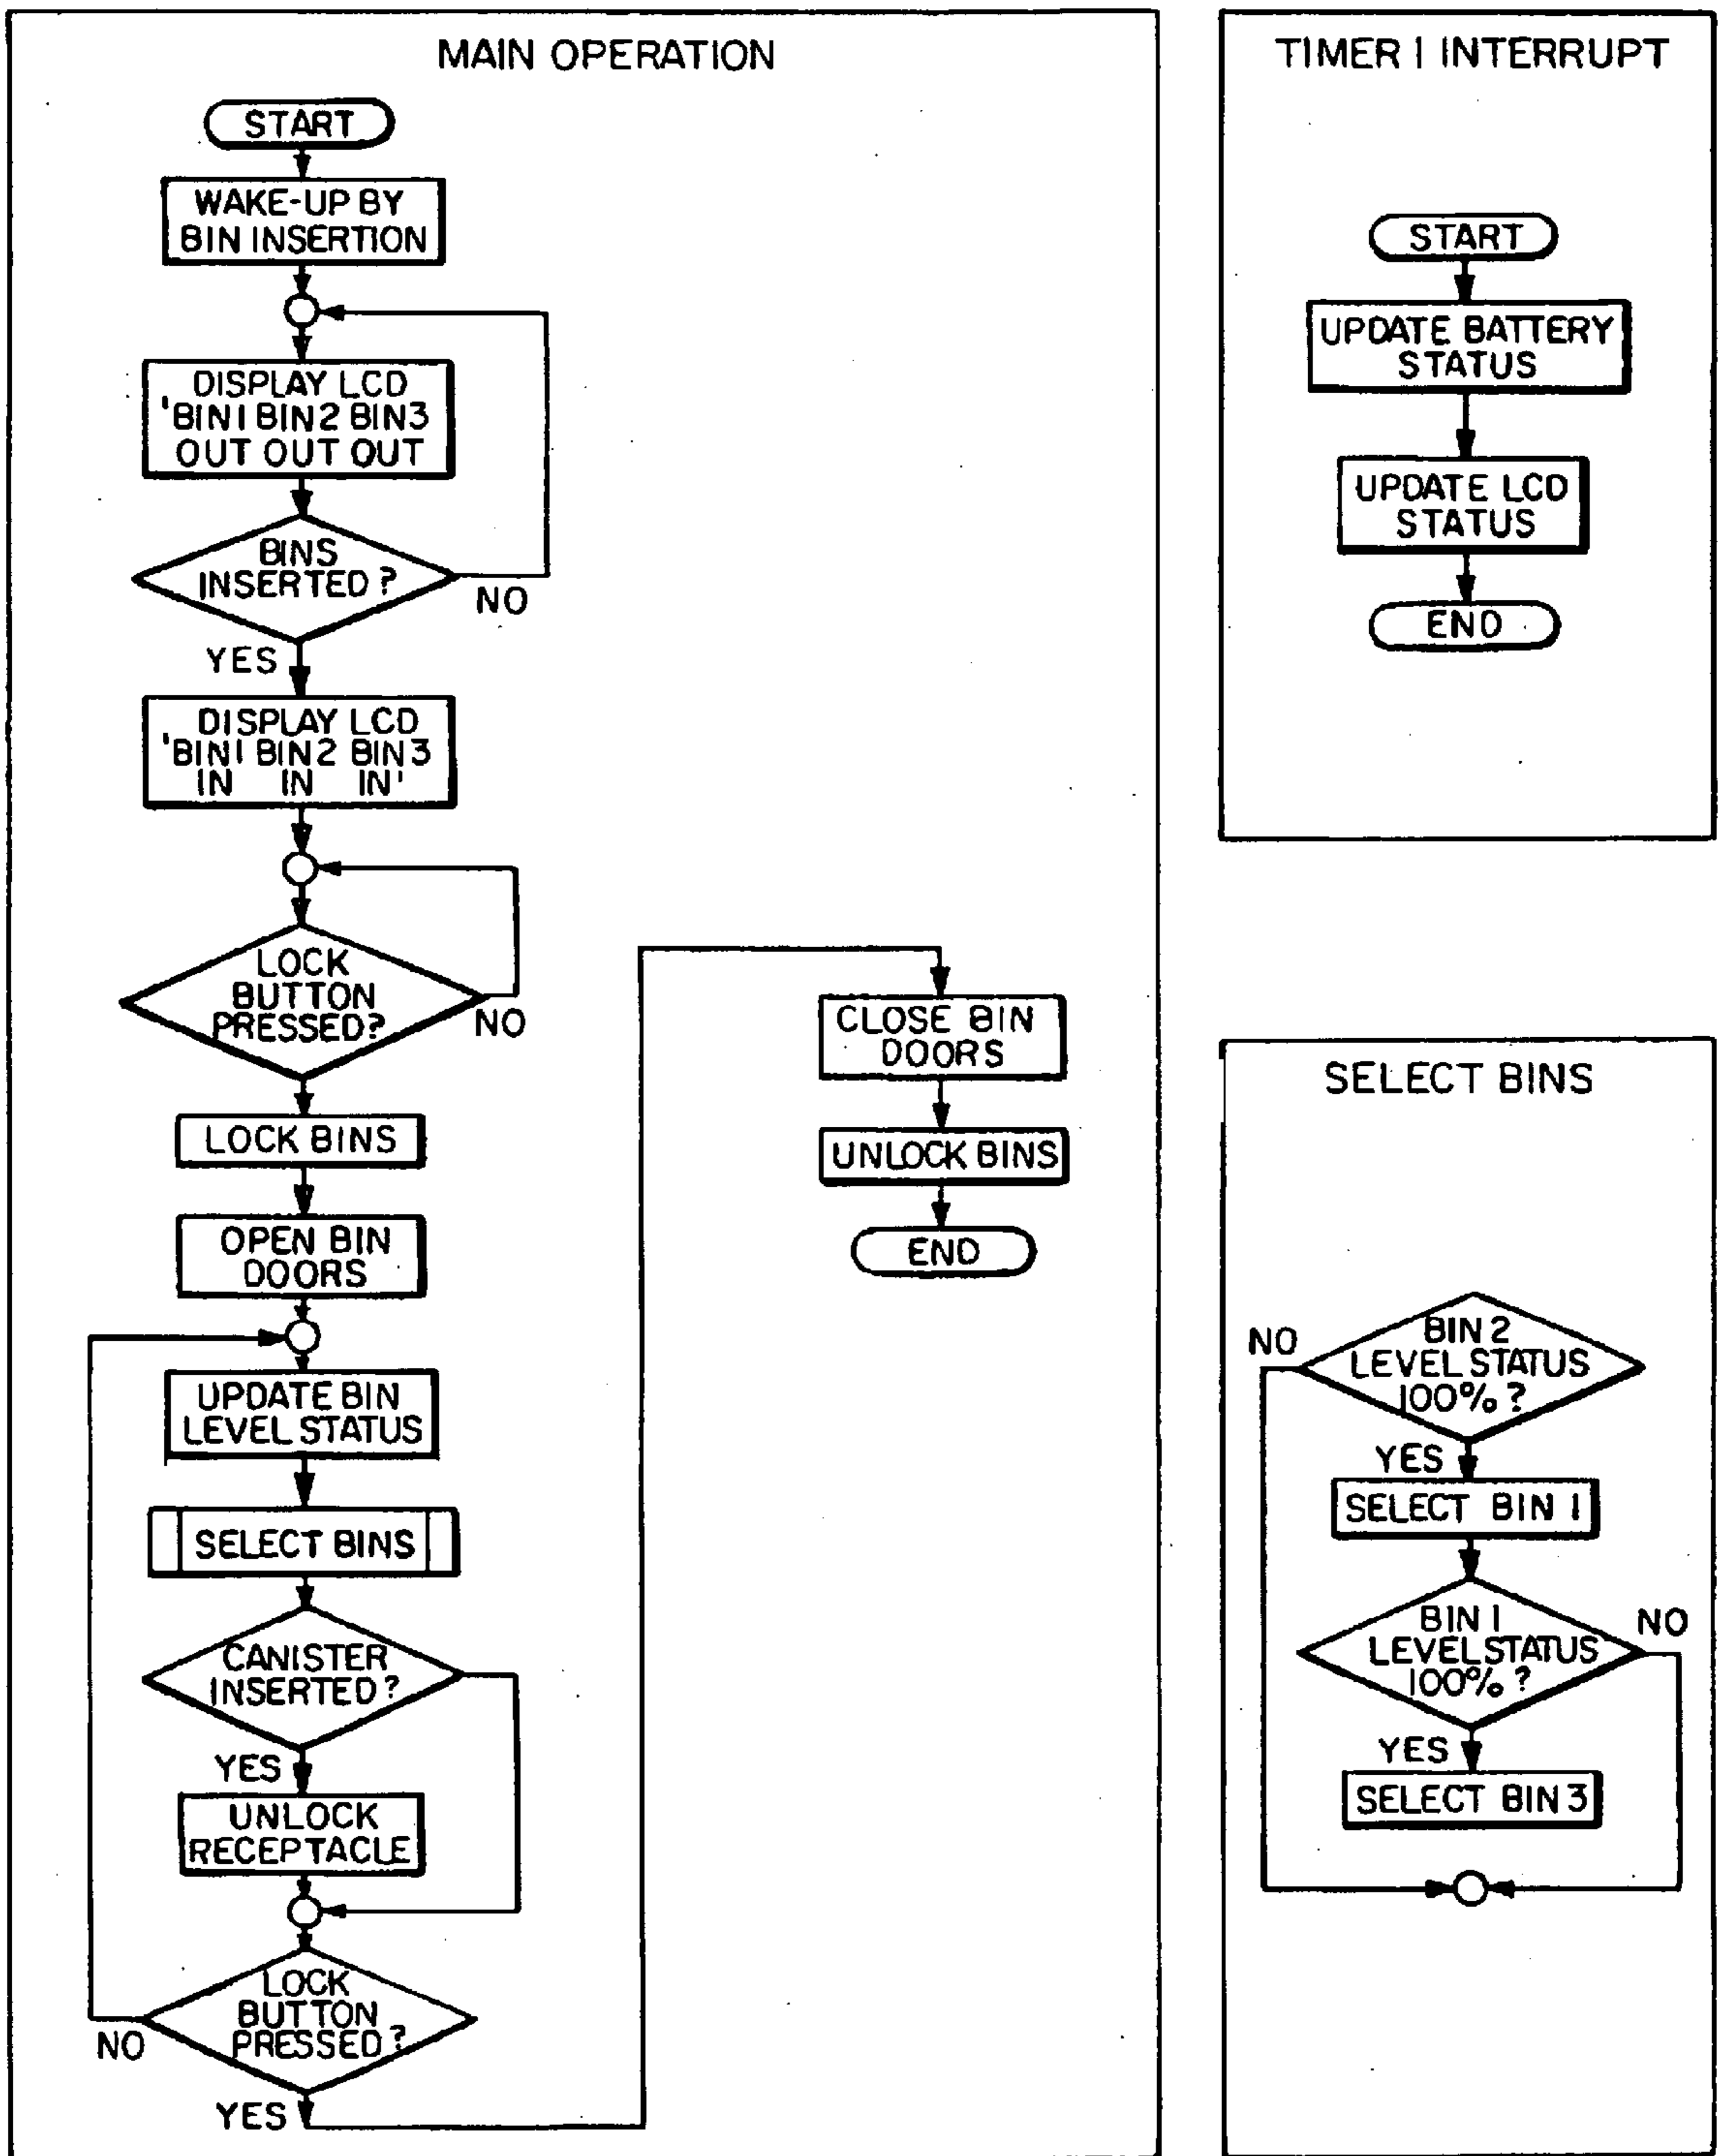 MAIN OPERATION
START
WAKE-UP BY
BIN INSERTION
DISPLAY LCD
'BIN1 BIN2 BIN3
OUT OUT OUT
BINS
INSERTED?
NO
YES
DISPLAY LCD
'BIN1 BIN2 BIN3
IN IN IN'
LOCK
BUTTON
PRESSED?
NO
LOCK BINS
OPEN BIN
DOORS
UPDATE BIN
LEVEL STATUS
SELECT BINS
CANISTER
INSERTED?
YES
UNLOCK
RECEPTACLE
LOCK
BUTTON
PRESSED?
NO
YES
CLOSE BIN
DOORS
UNLOCK BINS
END
TIMER 1 INTERRUPT
START
UPDATE BATTERY
STATUS
UPDATE LCD
STATUS
END
SELECT BINS
BIN 2
LEVEL STATUS
100%?
NO
YES
SELECT BIN 1
BIN 1
LEVEL STATUS
100%?
NO
YES
SELECT BIN 3